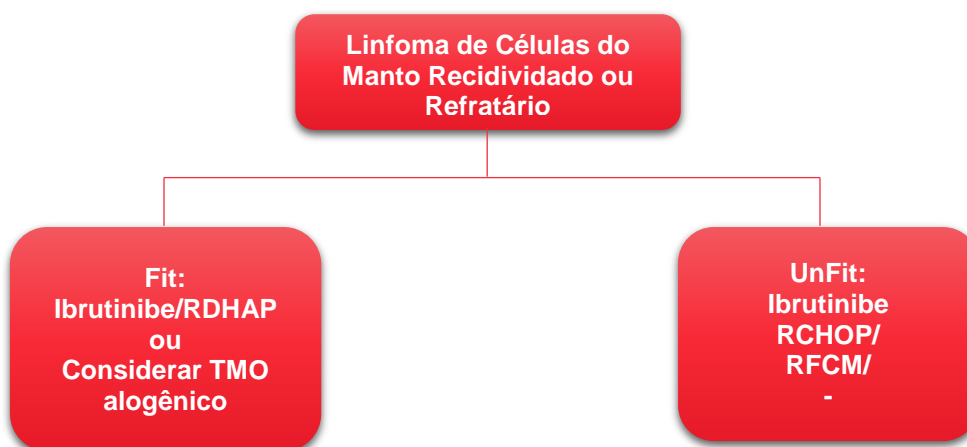 Linfoma de Células do
Manto Recidividado ou
Refratário
Fit:
Ibrutinibe/RDHAP
ou
Considerar TMO
alogênico
UnFit:
Ibrutinibe
RCHOP/
RFCM/
-